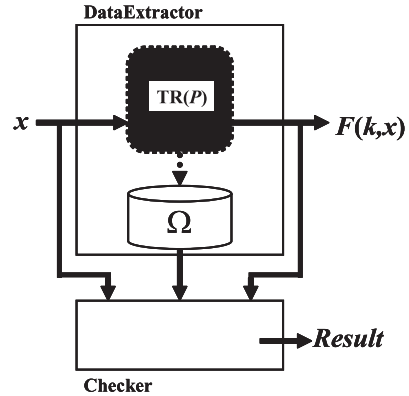 DataExtractor
TR(P)
x
F(k,x)
Ω
Result
Checker